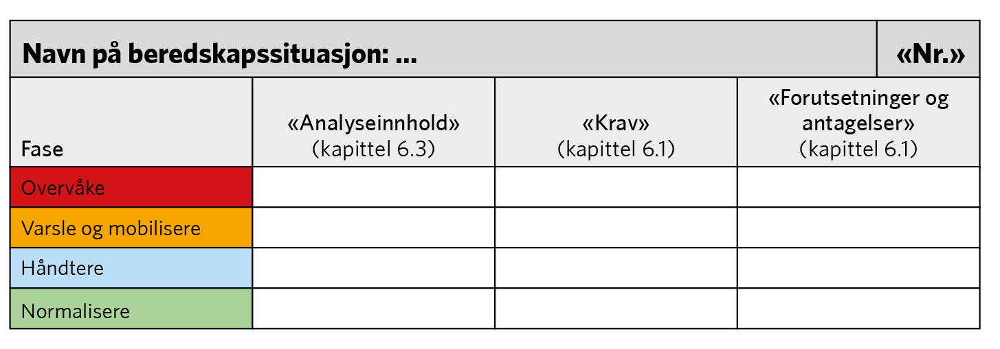 Navn på beredskapssituasjon: ... «Nr.»
«Forutsetninger og
antagelser»
(kapittel 6.1)
Fase
«Analyseinnhold»
(kapittel 6.3)
«Krav»
(kapittel 6.1)
Overvåke
Varsle og mobilisere
Håndtere
Normalisere